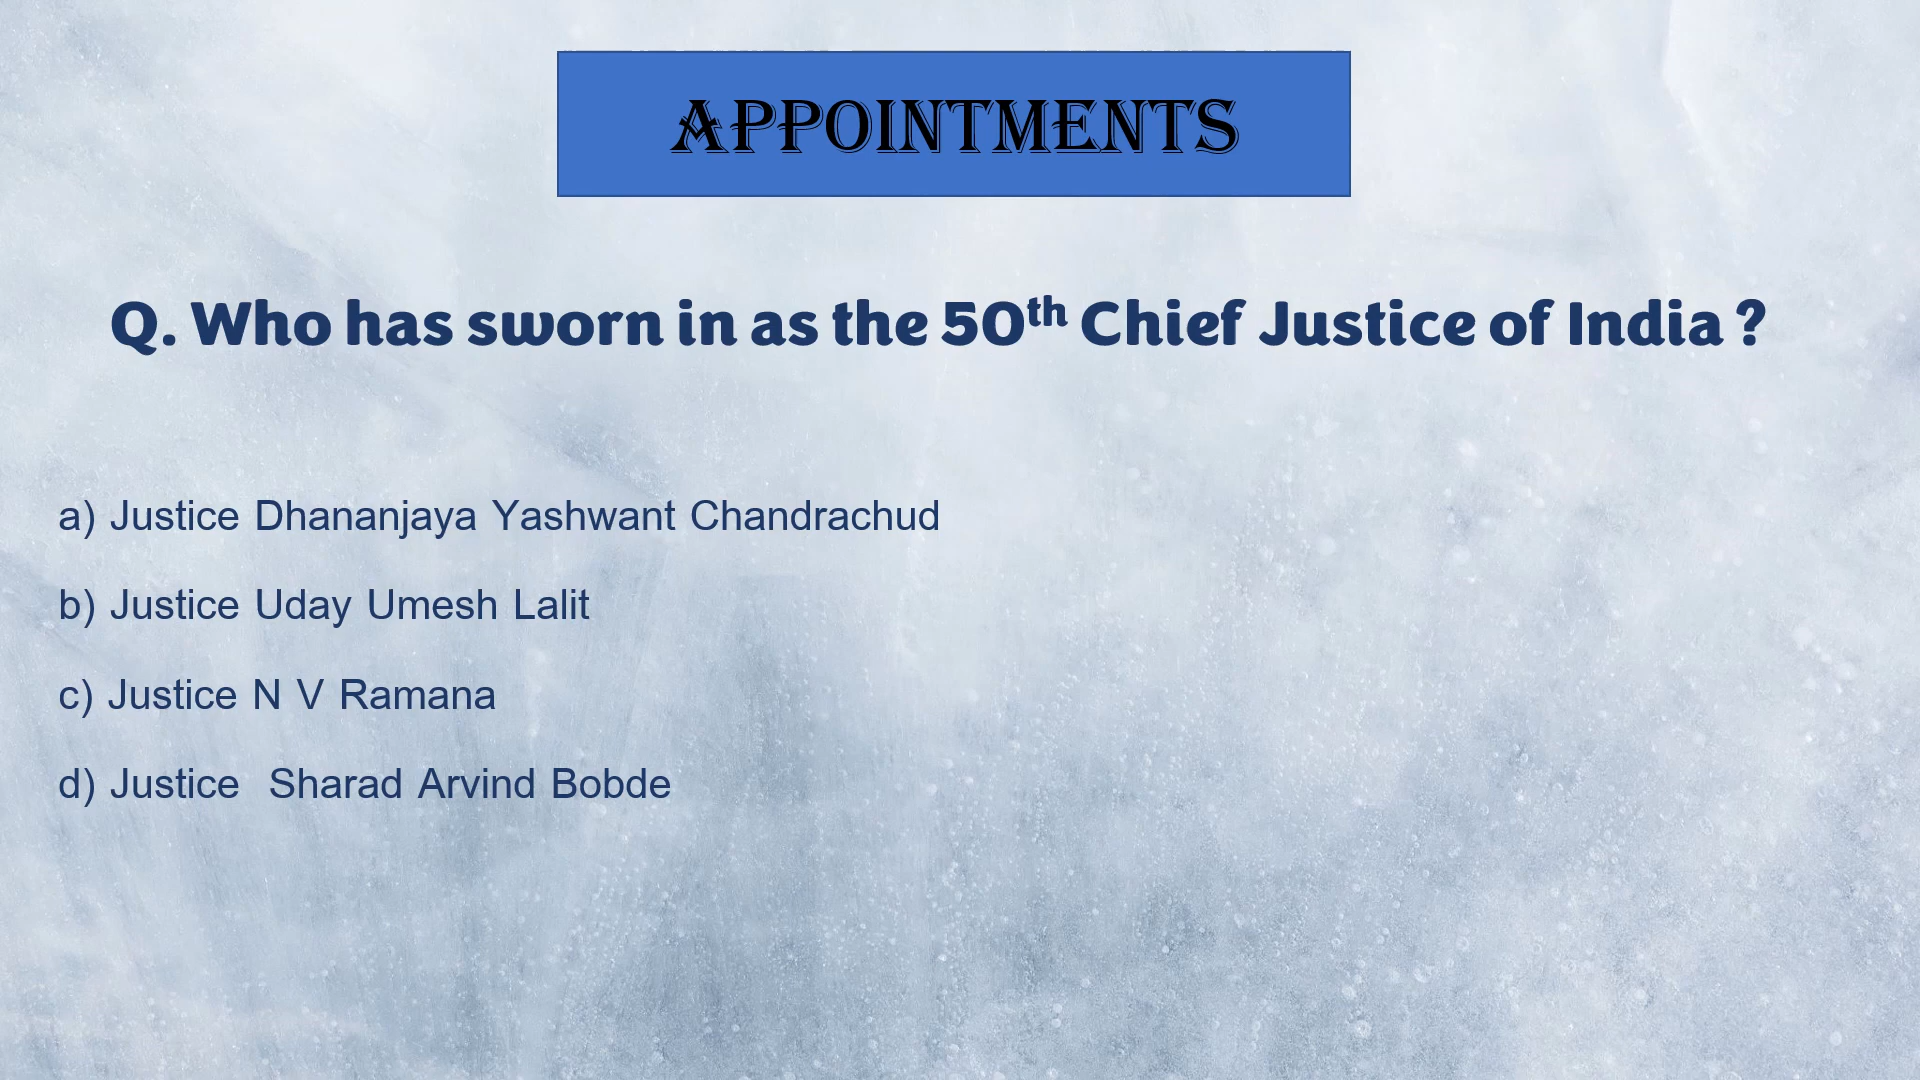 APPOINTMENTS
Q. Who has sworn in as the 50th Chief Justice of India ?
a) Justice Dhananjaya Yashwant Chandrachud
b) Justice Uday Umesh Lalit
c) Justice N V Ramana
d) Justice  Sharad Arvind Bobde